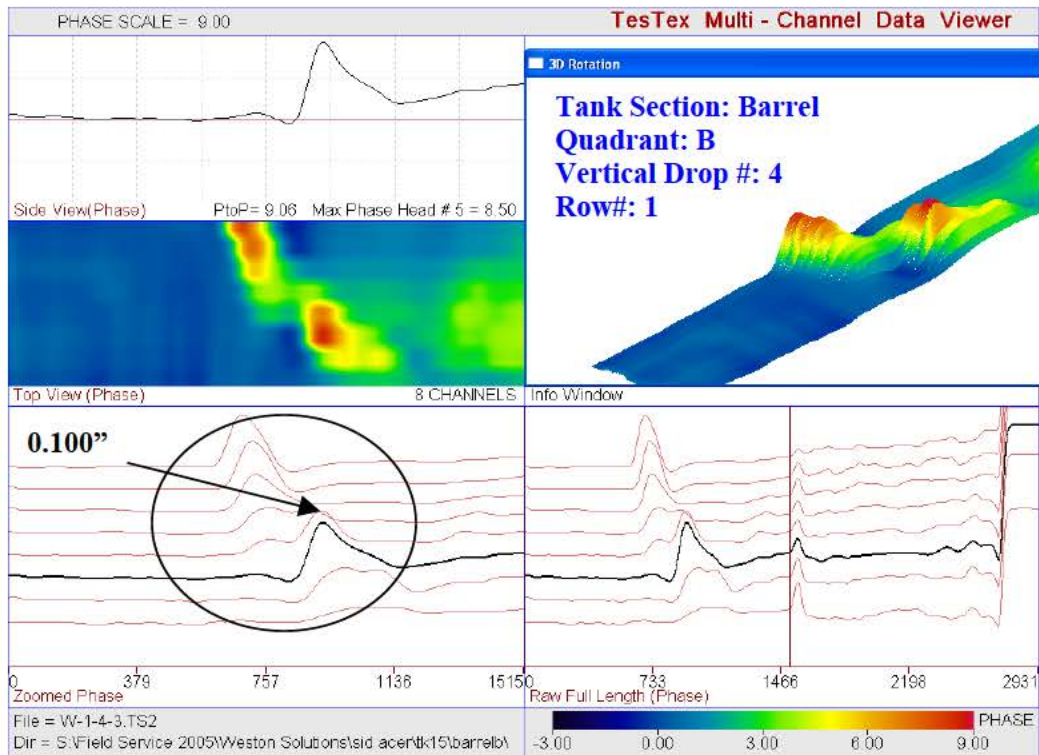 PHASE SCALE = 9.00
TesTex Multi - Channel Data Viewer
3D Rotation
Tank Section: Barrel
Quadrant: B
Vertical Drop #: 4
Row#: 1
Side View(Phase) PtoP= 9.06 Max Phase Head # 5 = 8.50
Top View (Phase) 8 CHANNELS
Info Window
0.100”
0 379 757 1136 1515
Zoomed Phase
0 733 1466 2198 2931
Raw Full Length (Phase)
File = W-1-4-3.TS2
Dir = S:\Field Service 2005\Weston Solutions\sid acer\tk15\barrelb\
PHASE
-3.00 0.00 3.00 6.00 9.00